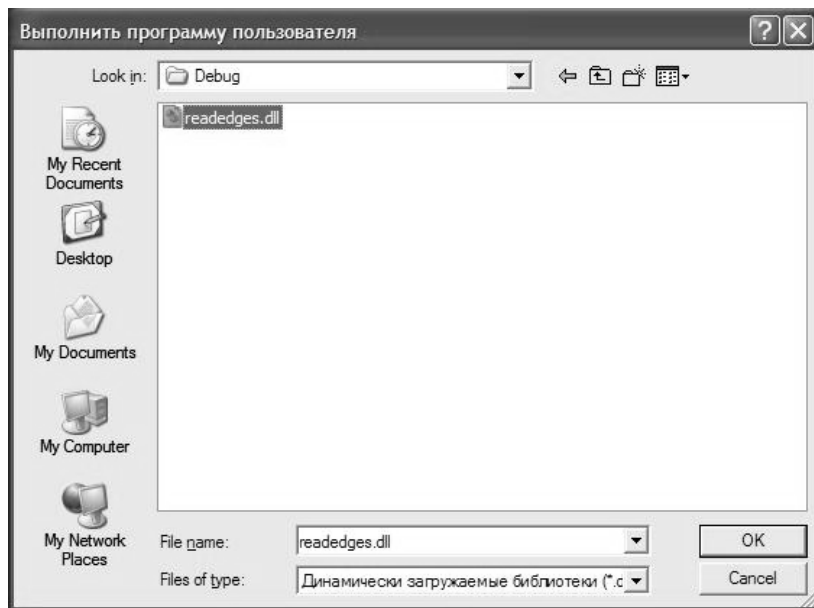 Выполнить программу пользователя
Look in:
Debug
readedges.dll
My Recent
Documents
Desktop
My Documents
My Computer
My Network
Places
File name:
readedges.dll
OK
Files of type:
Динамически загружаемые библиотеки (*.d
Cancel